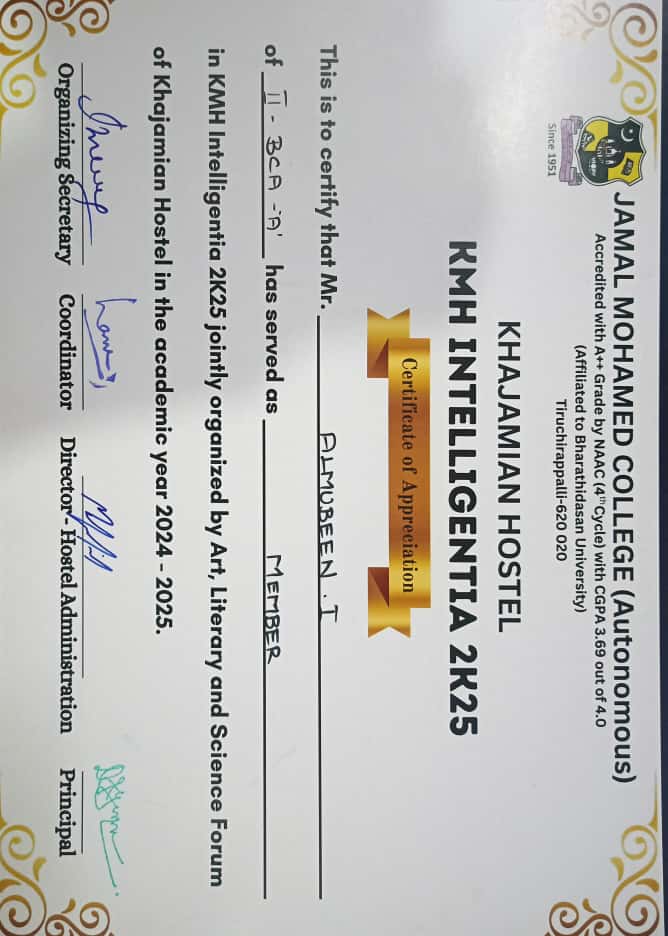 JAMAL MOHAMED COLLEGE (Autonomous)
Accredited with A++ Grade by NAAC (4th Cycle) with CGPA 3.69 out of 4.0
(Affiliated to Bharathidasan University)
Tiruchirappalli-620 020
Since 1951
KHAJAMIAN HOSTEL
KMH INTELLIGENTIA 2K25
Certificate of Appreciation
This is to certify that Mr. ALMUBEEN . I
of II - BCA - 'A' has served as MEMBER
in KMH Intelligentia 2K25 jointly organized by Art, Literary and Science Forum
of Khajamian Hostel in the academic year 2024 - 2025.
Organizing Secretary Coordinator Director - Hostel Administration Principal